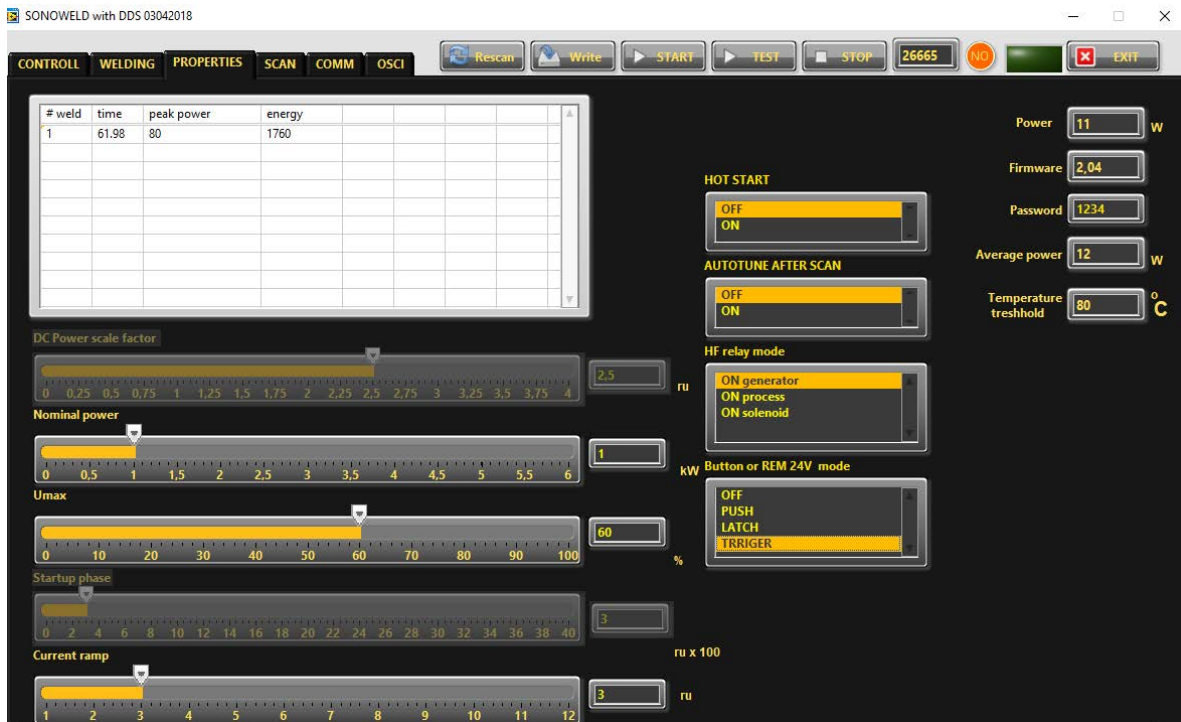 SONOWELD with DDS 03042018
CONTROLL WELDING PROPERTIES SCAN COMM OSCI Rescan Write START TEST STOP 26665 NO EXIT
# weld time peak power energy
1 61.98 80 1760
DC Power scale factor
2,5 ru
0 0,25 0,5 0,75 1 1,25 1,5 1,75 2 2,25 2,5 2,75 3 3,25 3,5 3,75 4
Nominal power
1 kW
0 0,5 1 1,5 2 2,5 3 3,5 4 4,5 5 5,5 6
Umax
60 %
0 10 20 30 40 50 60 70 80 90 100
Startup phase
3 ru x 100
0 2 4 6 8 10 12 14 16 18 20 22 24 26 28 30 32 34 36 38 40
Current ramp
3 ru
1 2 3 4 5 6 7 8 9 10 11 12
HOT START
OFF
ON
AUTOTUNE AFTER SCAN
OFF
ON
HF relay mode
ON generator
ON process
ON solenoid
Button or REM 24V mode
OFF
PUSH
LATCH
TRRIGER
Power 11 W
Firmware 2,04
Password 1234
Average power 12 W
Temperature
treshhold 80 °C